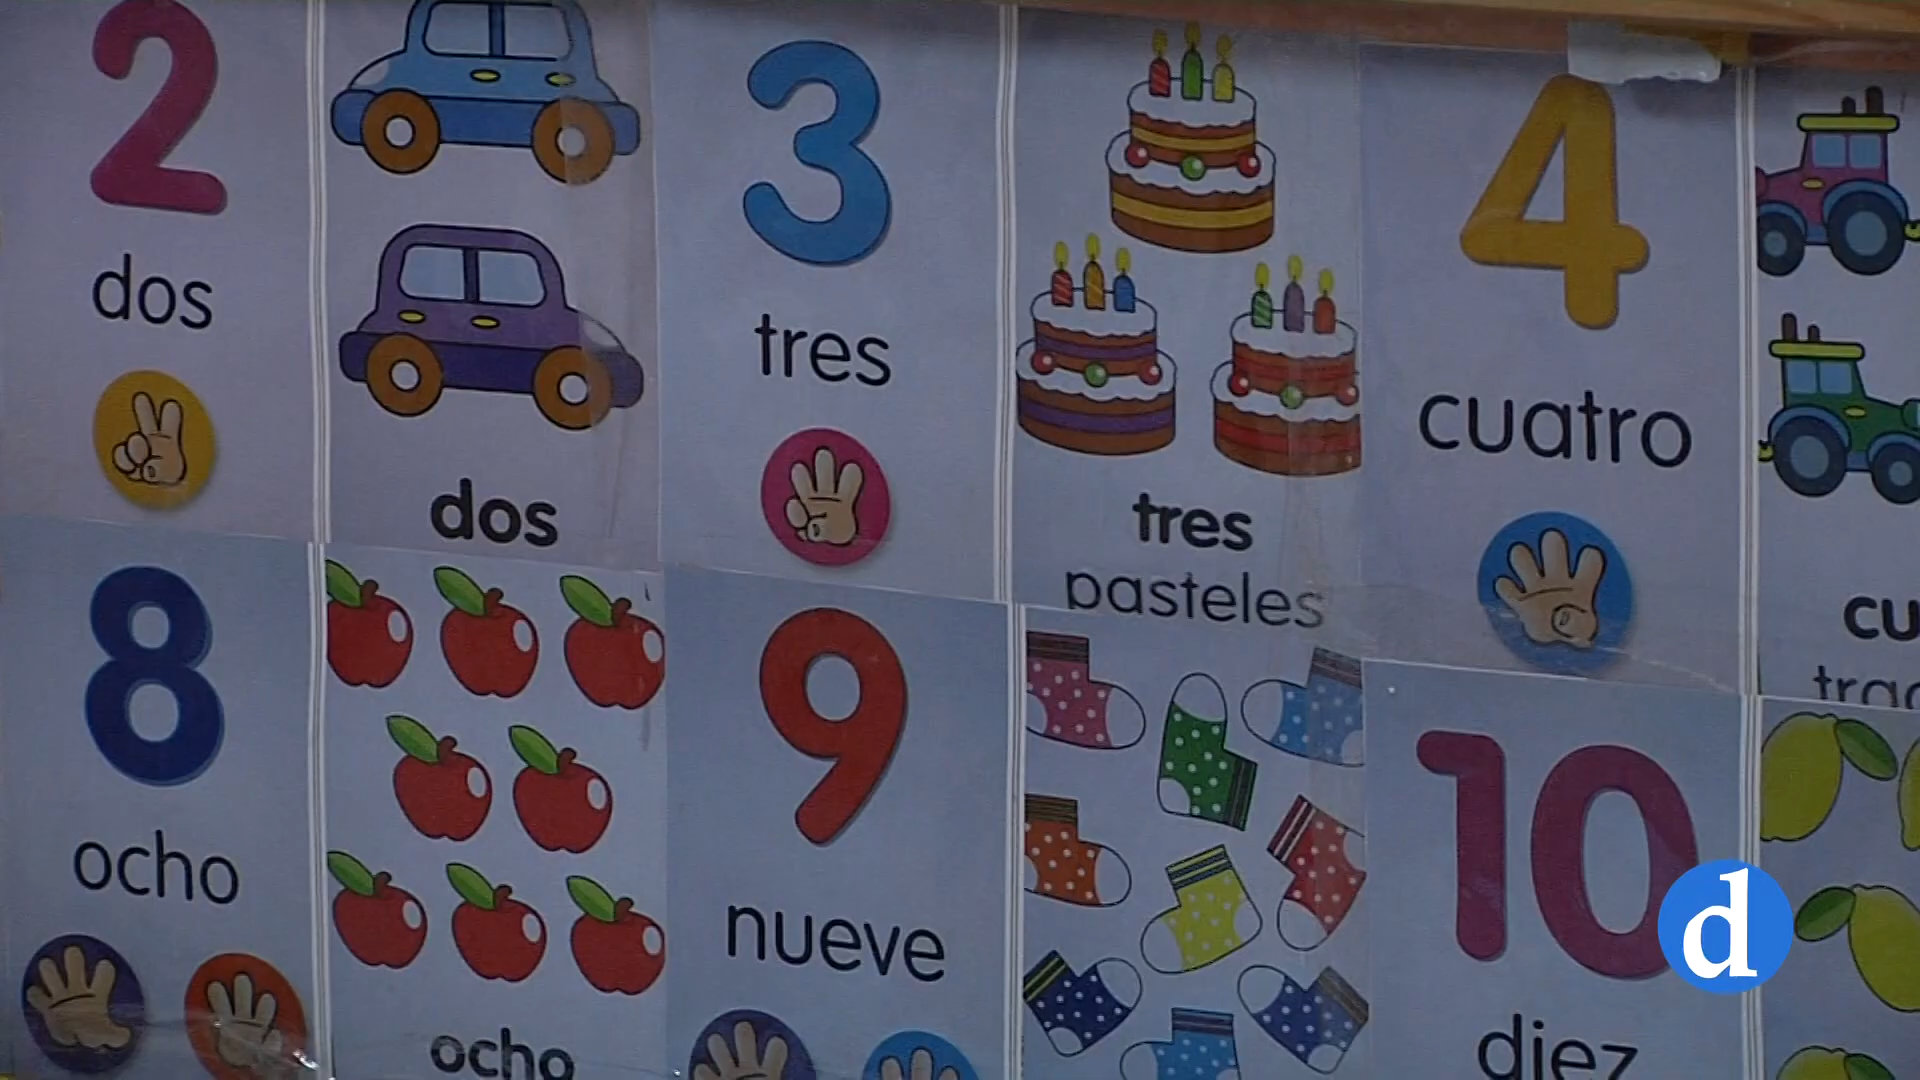 2
dos
dos
3
tres
tres
pasteles
4
cuatro
8
ocho
ocho
9
nueve
10
diez
d